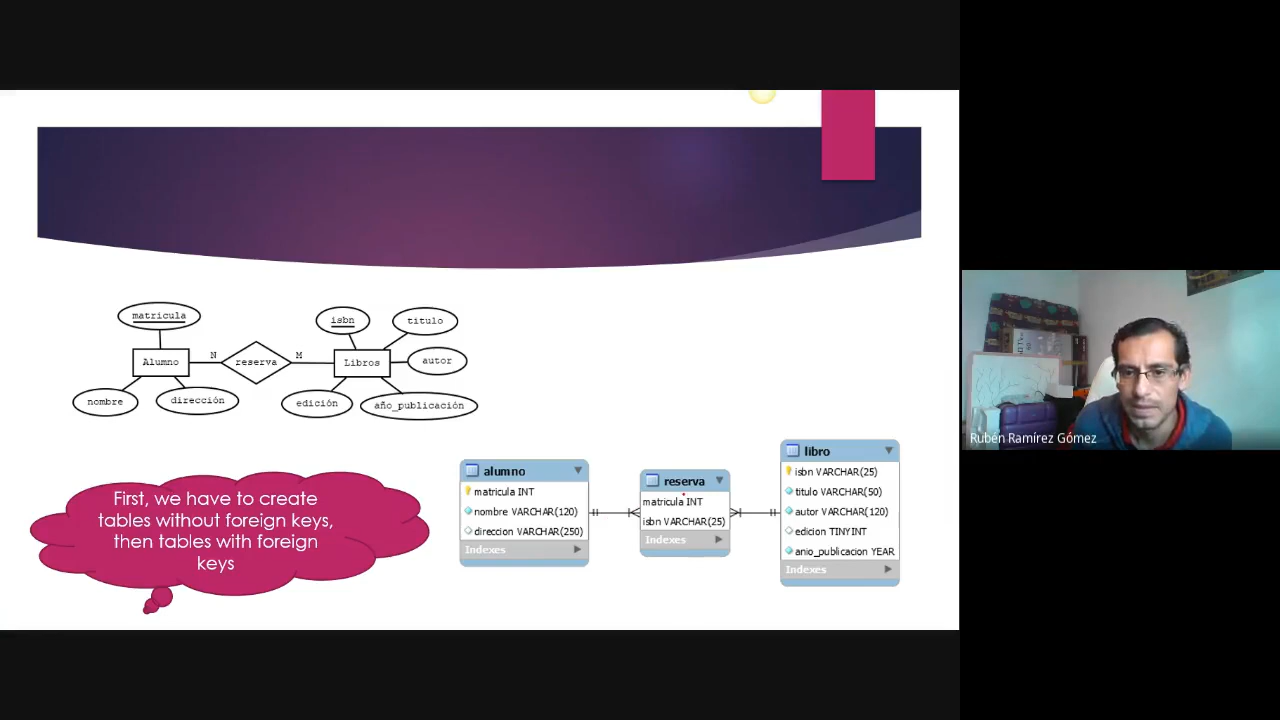 matrícula
isbn
titulo
Alumno
N
reserva
M
Libros
autor
nombre
dirección
edición
año_publicación
First, we have to create
tables without foreign keys,
then tables with foreign
keys
alumno
matricula INT
nombre VARCHAR(120)
direccion VARCHAR(250)
Indexes
reserva
matricula INT
isbn VARCHAR(25)
Indexes
libro
isbn VARCHAR(25)
titulo VARCHAR(50)
autor VARCHAR(120)
edicion TINYINT
anio_publicacion YEAR
Indexes
Rubén Ramírez Gómez